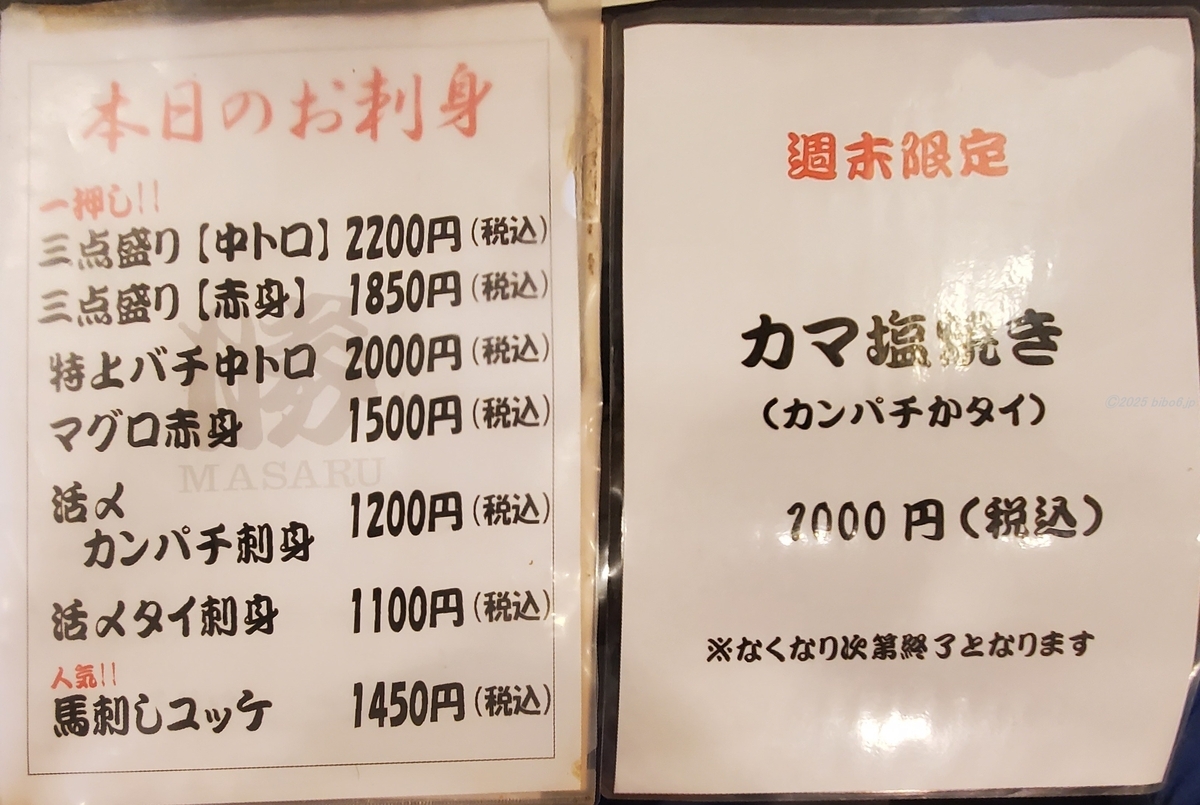 本日のお刺身
一押し!!
三点盛り【中トロ】 2200円(税込)
三点盛り【赤身】 1850円(税込)
特上バチ中トロ 2000円(税込)
マグロ赤身 1500円(税込)
活〆
カンパチ刺身 1200円(税込)
活〆タイ刺身 1100円(税込)
人気!!
馬刺しユッケ 1450円(税込)
勝
MASARU
週末限定
カマ塩焼き
(カンパチかタイ)
1000円(税込)
※なくなり次第終了となります
©2025 bibo6.jp